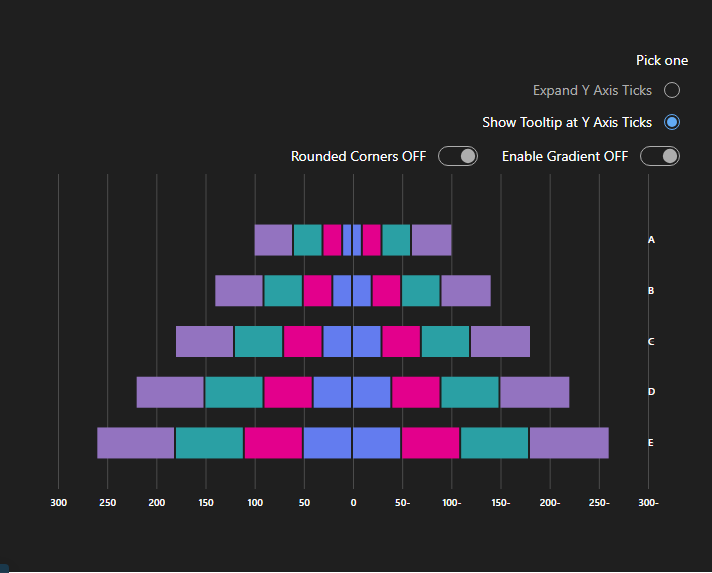 Pick one
Expand Y Axis Ticks
Show Tooltip at Y Axis Ticks
Rounded Corners OFF Enable Gradient OFF
A
B
C
D
E
300 250 200 150 100 50 0 50- 100- 150- 200- 250- 300-